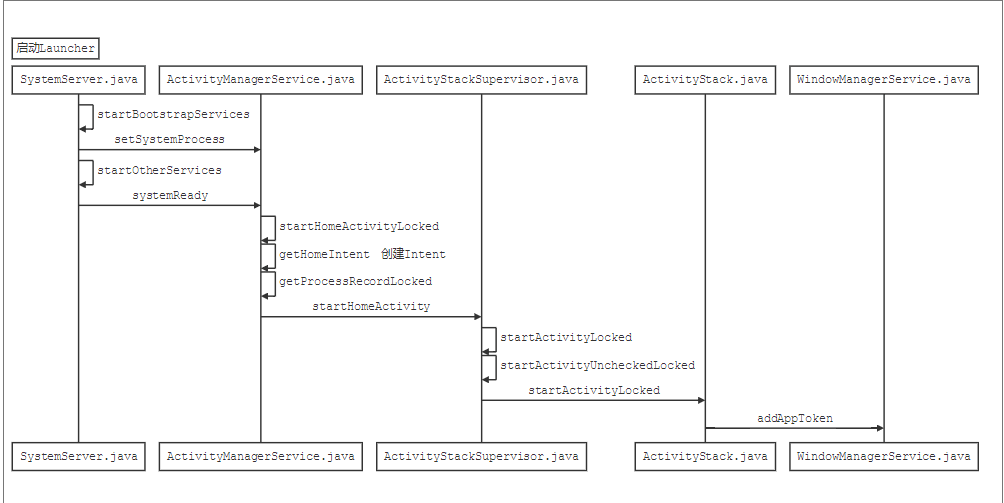 启动Launcher
SystemServer.java
ActivityManagerService.java
ActivityStackSupervisor.java
ActivityStack.java
WindowManagerService.java
startBootstrapServices
setSystemProcess
startOtherServices
systemReady
startHomeActivityLocked
getHomeIntent 创建Intent
getProcessRecordLocked
startHomeActivity
startActivityLocked
startActivityUncheckedLocked
startActivityLocked
addAppToken
SystemServer.java
ActivityManagerService.java
ActivityStackSupervisor.java
ActivityStack.java
WindowManagerService.java